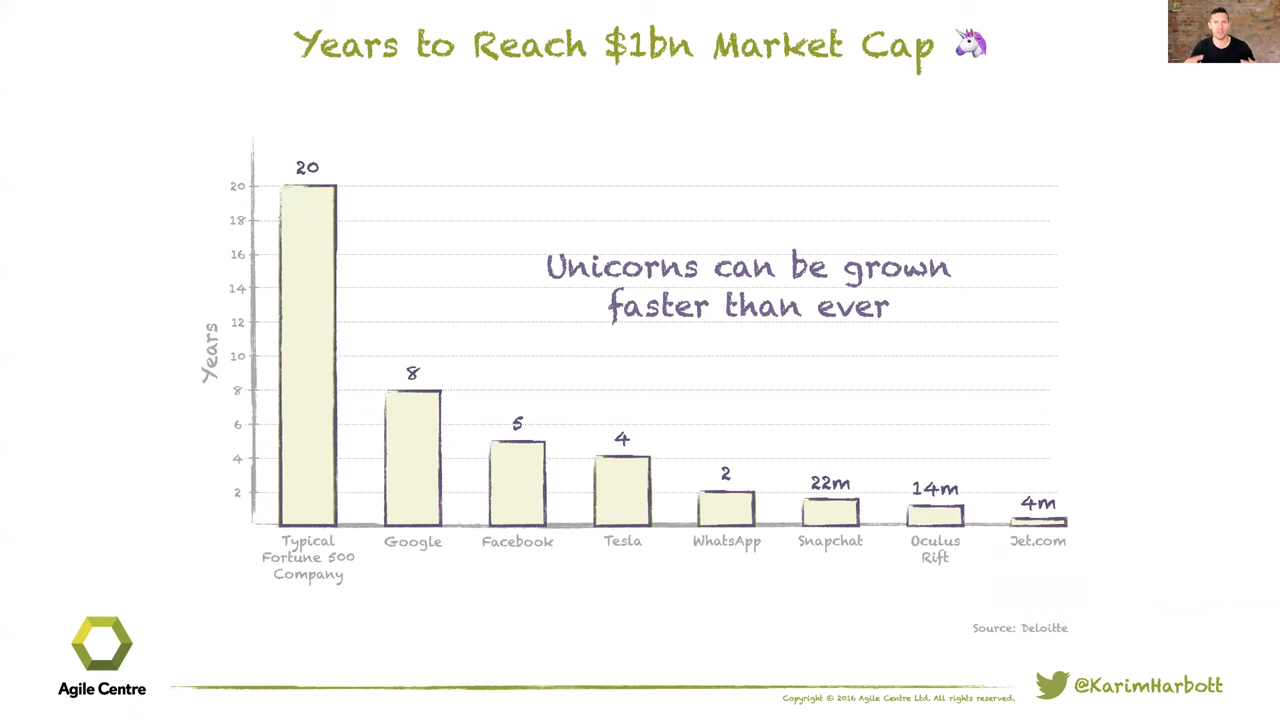 Years to Reach $1bn Market Cap 🦄
20
20
18
16
14
12
10
8
6
4
2
Years
Unicorns can be grown
faster than ever
8
5
4
2
22m
14m
4m
Typical
Fortune 500
Company
Google
Facebook
Tesla
WhatsApp
Snapchat
Oculus
Rift
Jet.com
Source: Deloitte
Agile Centre
Copyright © 2016 Agile Centre Ltd. All rights reserved.
@KarimHarbott